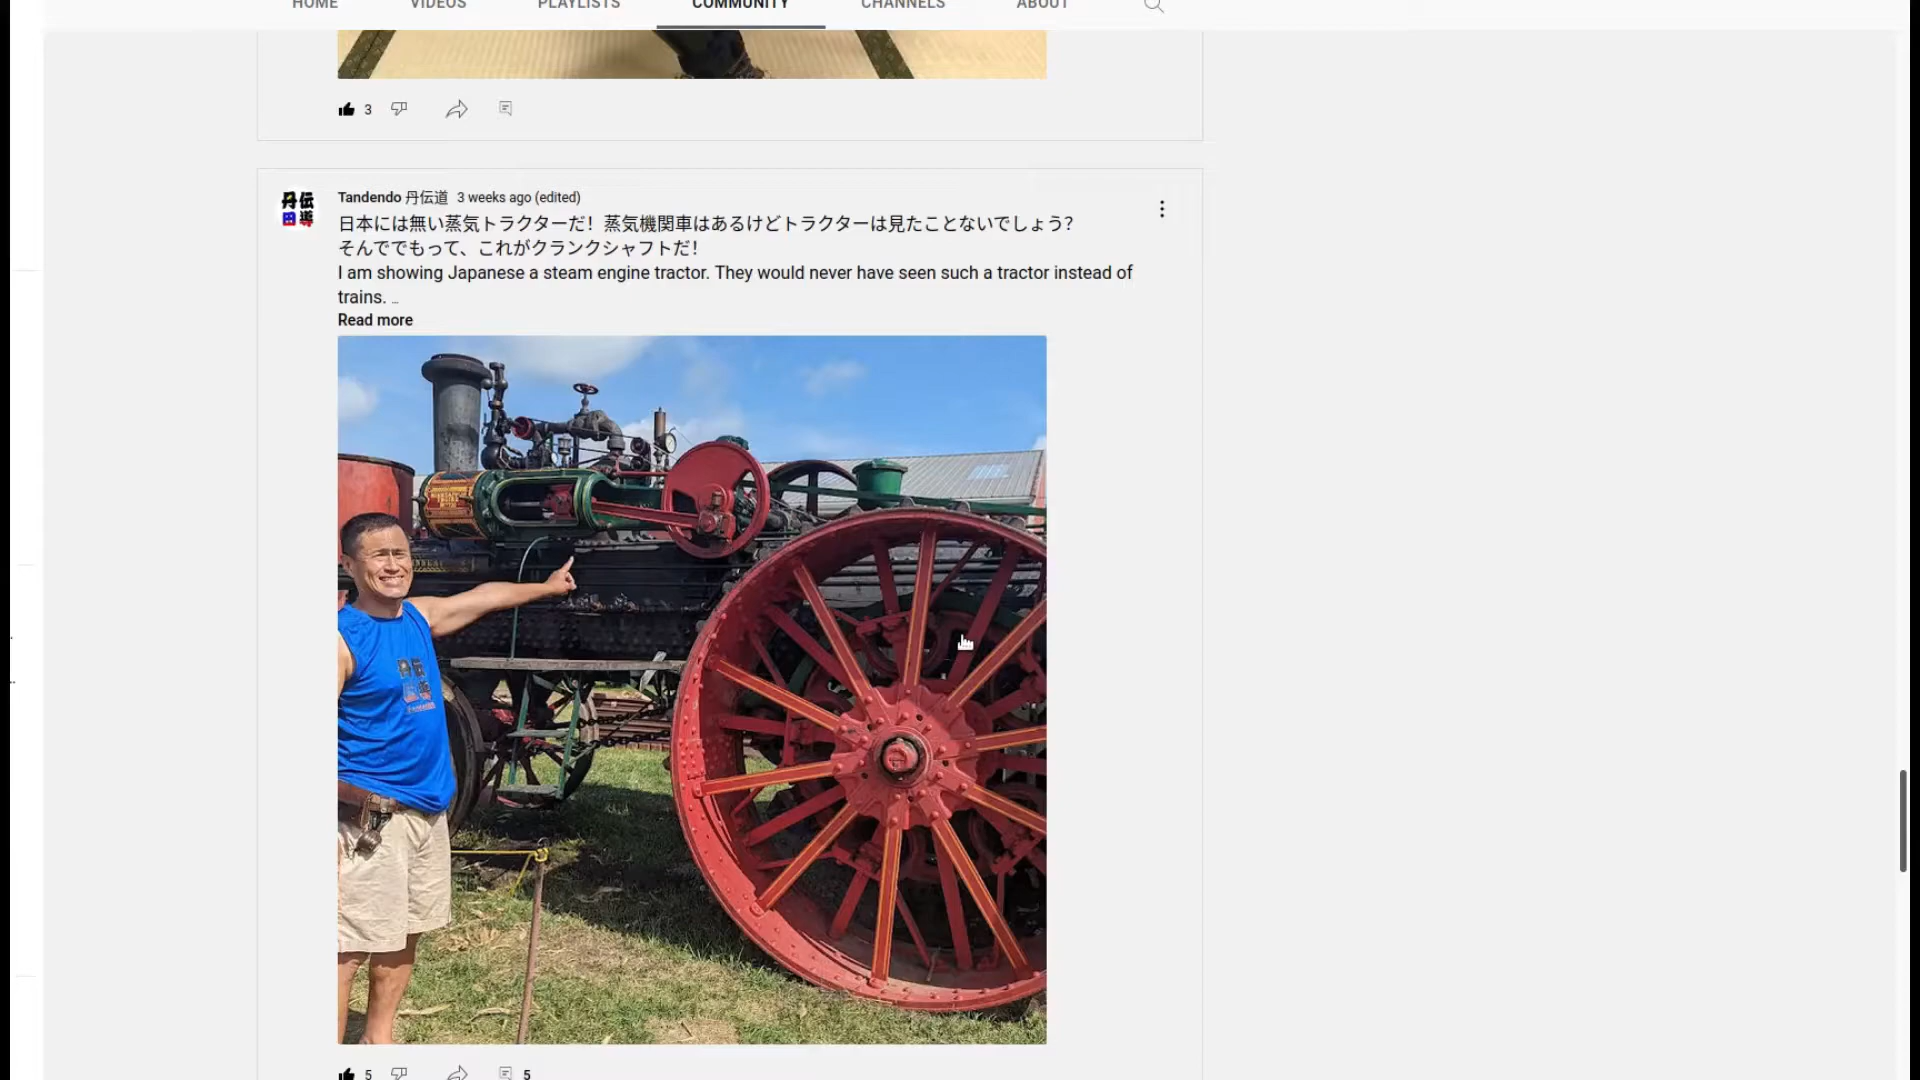 HOME VIDEOS PLAYLISTS COMMUNITY CHANNELS ABOUT
3
丹伝
田道
Tandendo 丹伝道 3 weeks ago (edited)
日本には無い蒸気トラクターだ！蒸気機関車はあるけどトラクターは見たことないでしょう？
そんででもって、これがクランクシャフトだ！
I am showing Japanese a steam engine tractor. They would never have seen such a tractor instead of
trains. ...
Read more
5 5